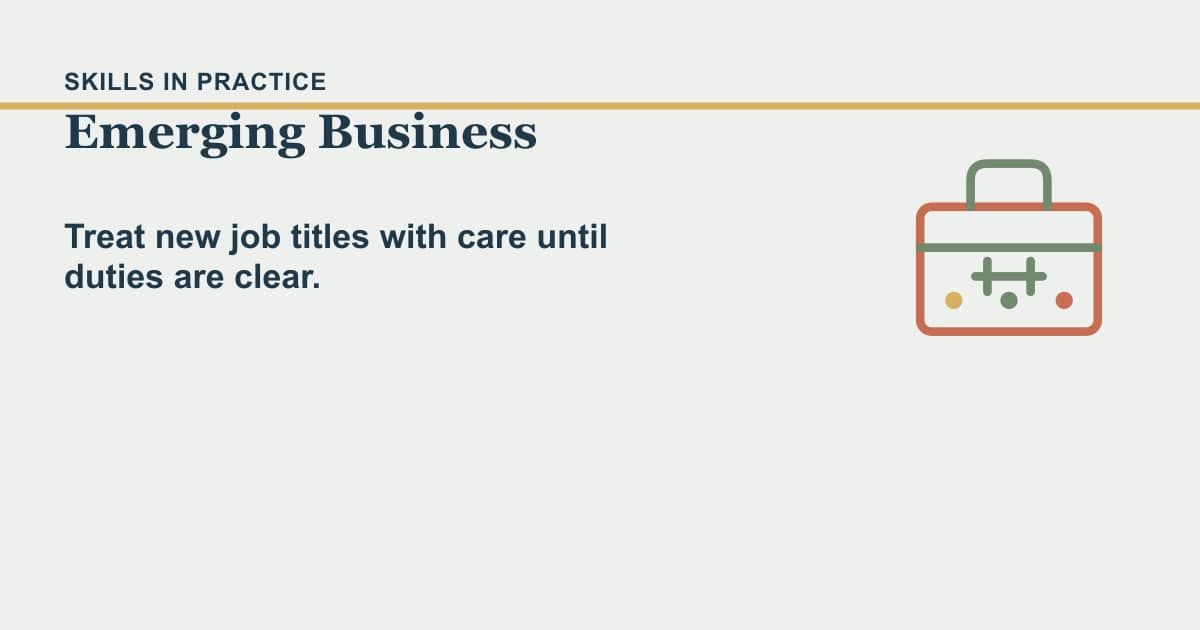 SKILLS IN PRACTICE
Emerging Business
Treat new job titles with care until
duties are clear.